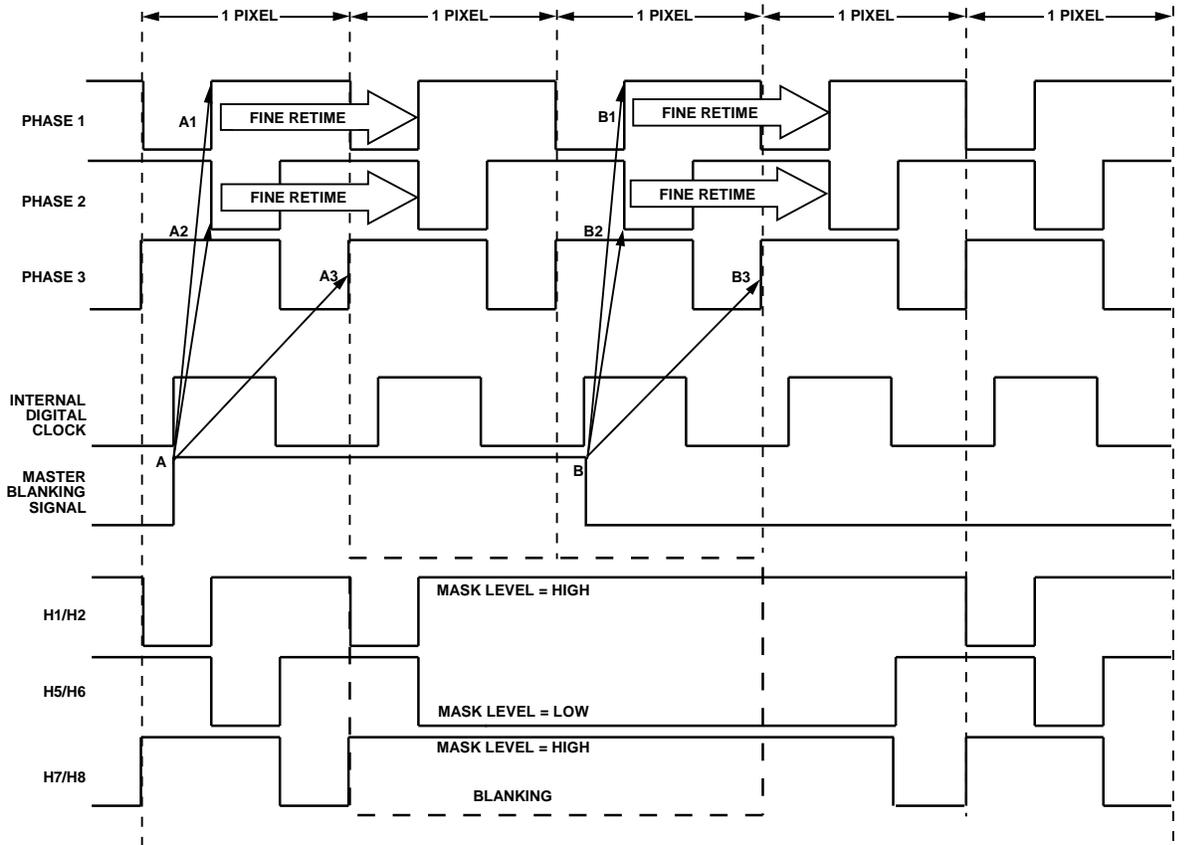 1 PIXEL 1 PIXEL 1 PIXEL 1 PIXEL 1 PIXEL
PHASE 1
A1
FINE RETIME
B1
FINE RETIME
PHASE 2
FINE RETIME
FINE RETIME
A2
B2
PHASE 3
A3
B3
INTERNAL
DIGITAL
CLOCK
A
B
MASTER
BLANKING
SIGNAL
H1/H2
MASK LEVEL = HIGH
H5/H6
MASK LEVEL = LOW
H7/H8
MASK LEVEL = HIGH
BLANKING